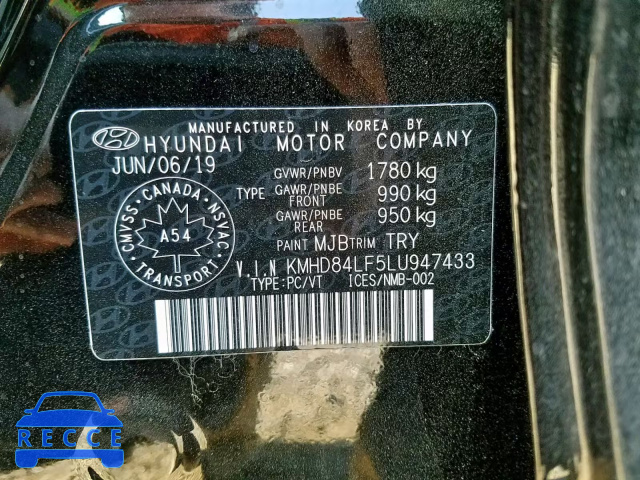 MANUFACTURED IN KOREA BY
HYUNDAI MOTOR COMPANY
JUN/06/19
GVWR/PNBV 1780 kg
TYPE GAWR/PNBE FRONT 990 kg
GAWR/PNBE REAR 950 kg
PAINT MJB TRIM TRY
CMVSS · CANADA · NSVAC
A54
TRANSPORT
V.I.N KMHD84LF5LU947433
TYPE:PC/VT ICES/NMB-002
RECCE